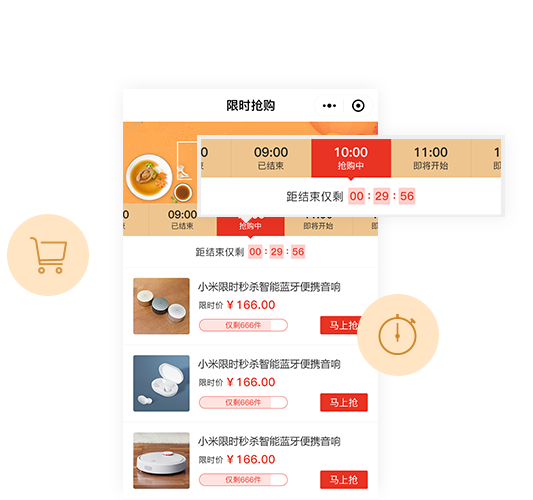 限时抢购
09:00 10:00 11:00
已结束 抢购中 即将开始
距结束仅剩 00 : 29 : 56
09:00
已结束 抢购中 即将开始
距结束仅剩 00 : 29 : 56
小米限时秒杀智能蓝牙便携音响
限时价 ¥ 166.00
仅剩666件 马上抢
小米限时秒杀智能蓝牙便携音响
限时价 ¥ 166.00
仅剩666件 马上抢
小米限时秒杀智能蓝牙便携音响
限时价 ¥ 166.00
仅剩666件 马上抢